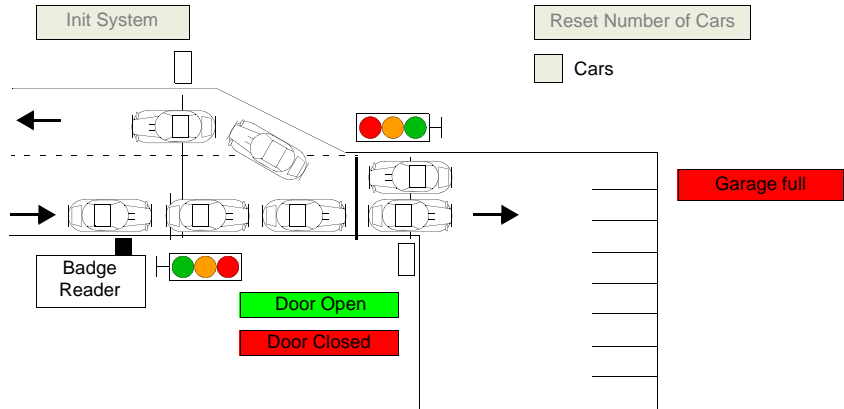 Init System
Reset Number of Cars
Cars
Garage full
Badge
Reader
Door Open
Door Closed